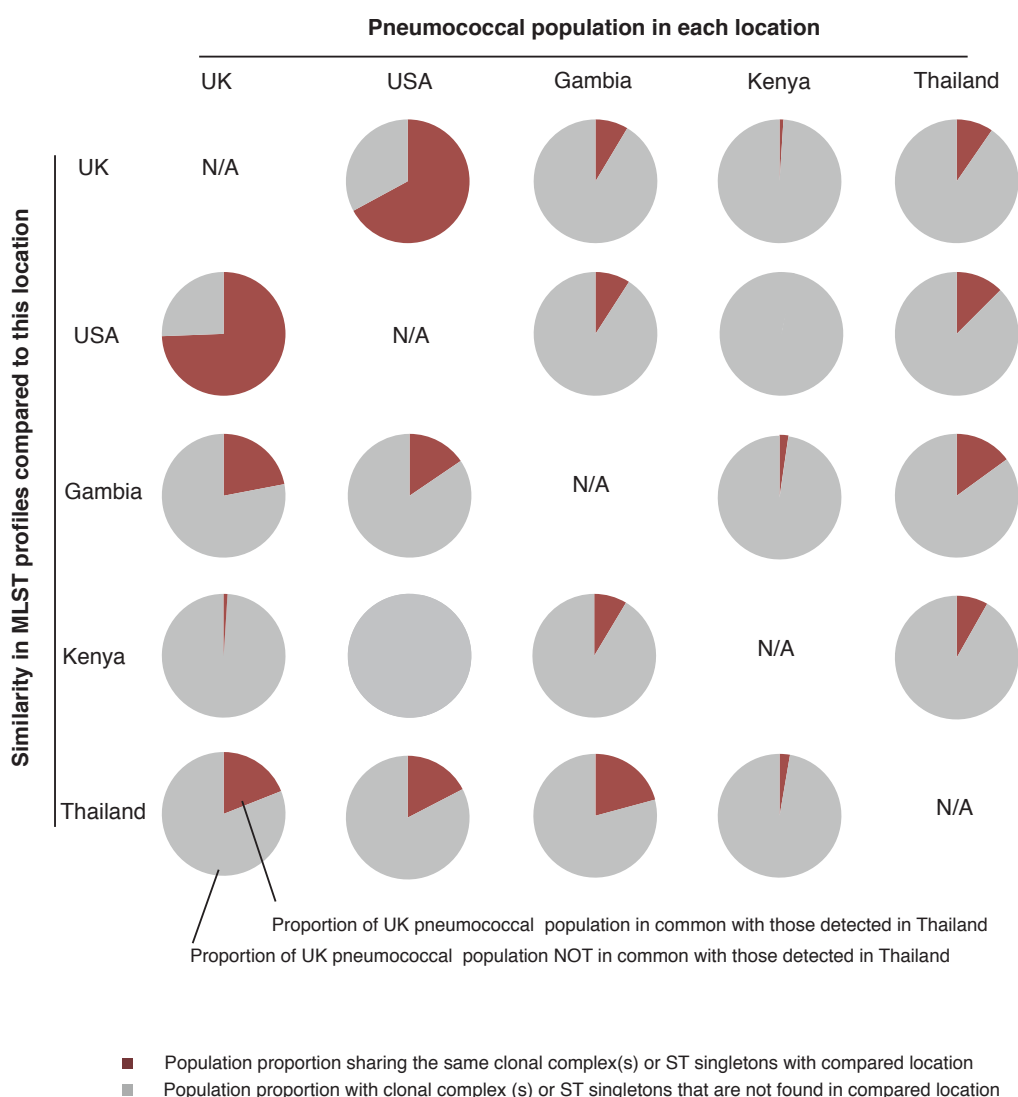 Pneumococcal population in each location
UK USA Gambia Kenya Thailand
Similarity in MLST profiles compared to this location
UK N/A
USA N/A
Gambia N/A
Kenya N/A
Thailand N/A
Proportion of UK pneumococcal population in common with those detected in Thailand
Proportion of UK pneumococcal population NOT in common with those detected in Thailand
Population proportion sharing the same clonal complex(s) or ST singletons with compared location
Population proportion with clonal complex (s) or ST singletons that are not found in compared location